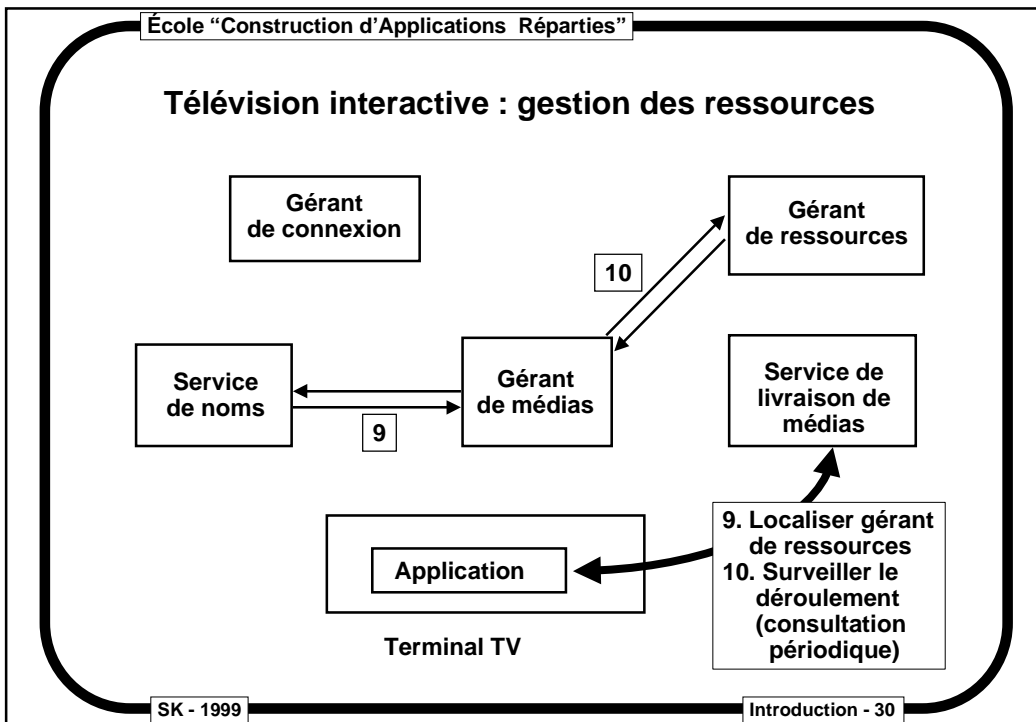 École “Construction d’Applications  Réparties”
Télévision interactive : gestion des ressources
Gérant
de connexion
Gérant
de ressources
10
Service
de noms
9
Gérant
de médias
Service de
livraison de
médias
Application
Terminal TV
9. Localiser gérant
de ressources
10. Surveiller le
déroulement
(consultation
périodique)
SK - 1999
Introduction - 30